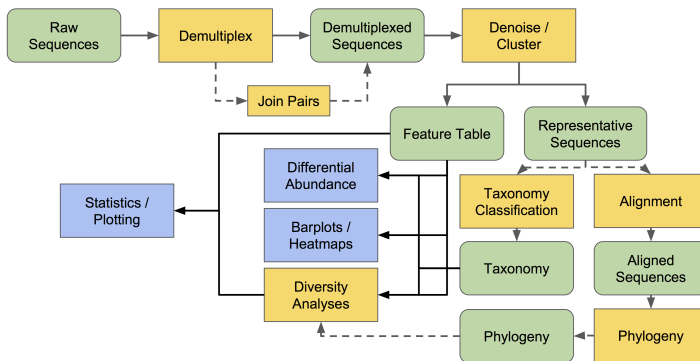 Raw
Sequences
Demultiplex
Demultiplexed
Sequences
Denoise /
Cluster
Join Pairs
Feature Table
Representative
Sequences
Differential
Abundance
Taxonomy
Classification
Alignment
Statistics /
Plotting
Barplots /
Heatmaps
Taxonomy
Aligned
Sequences
Diversity
Analyses
Phylogeny
Phylogeny